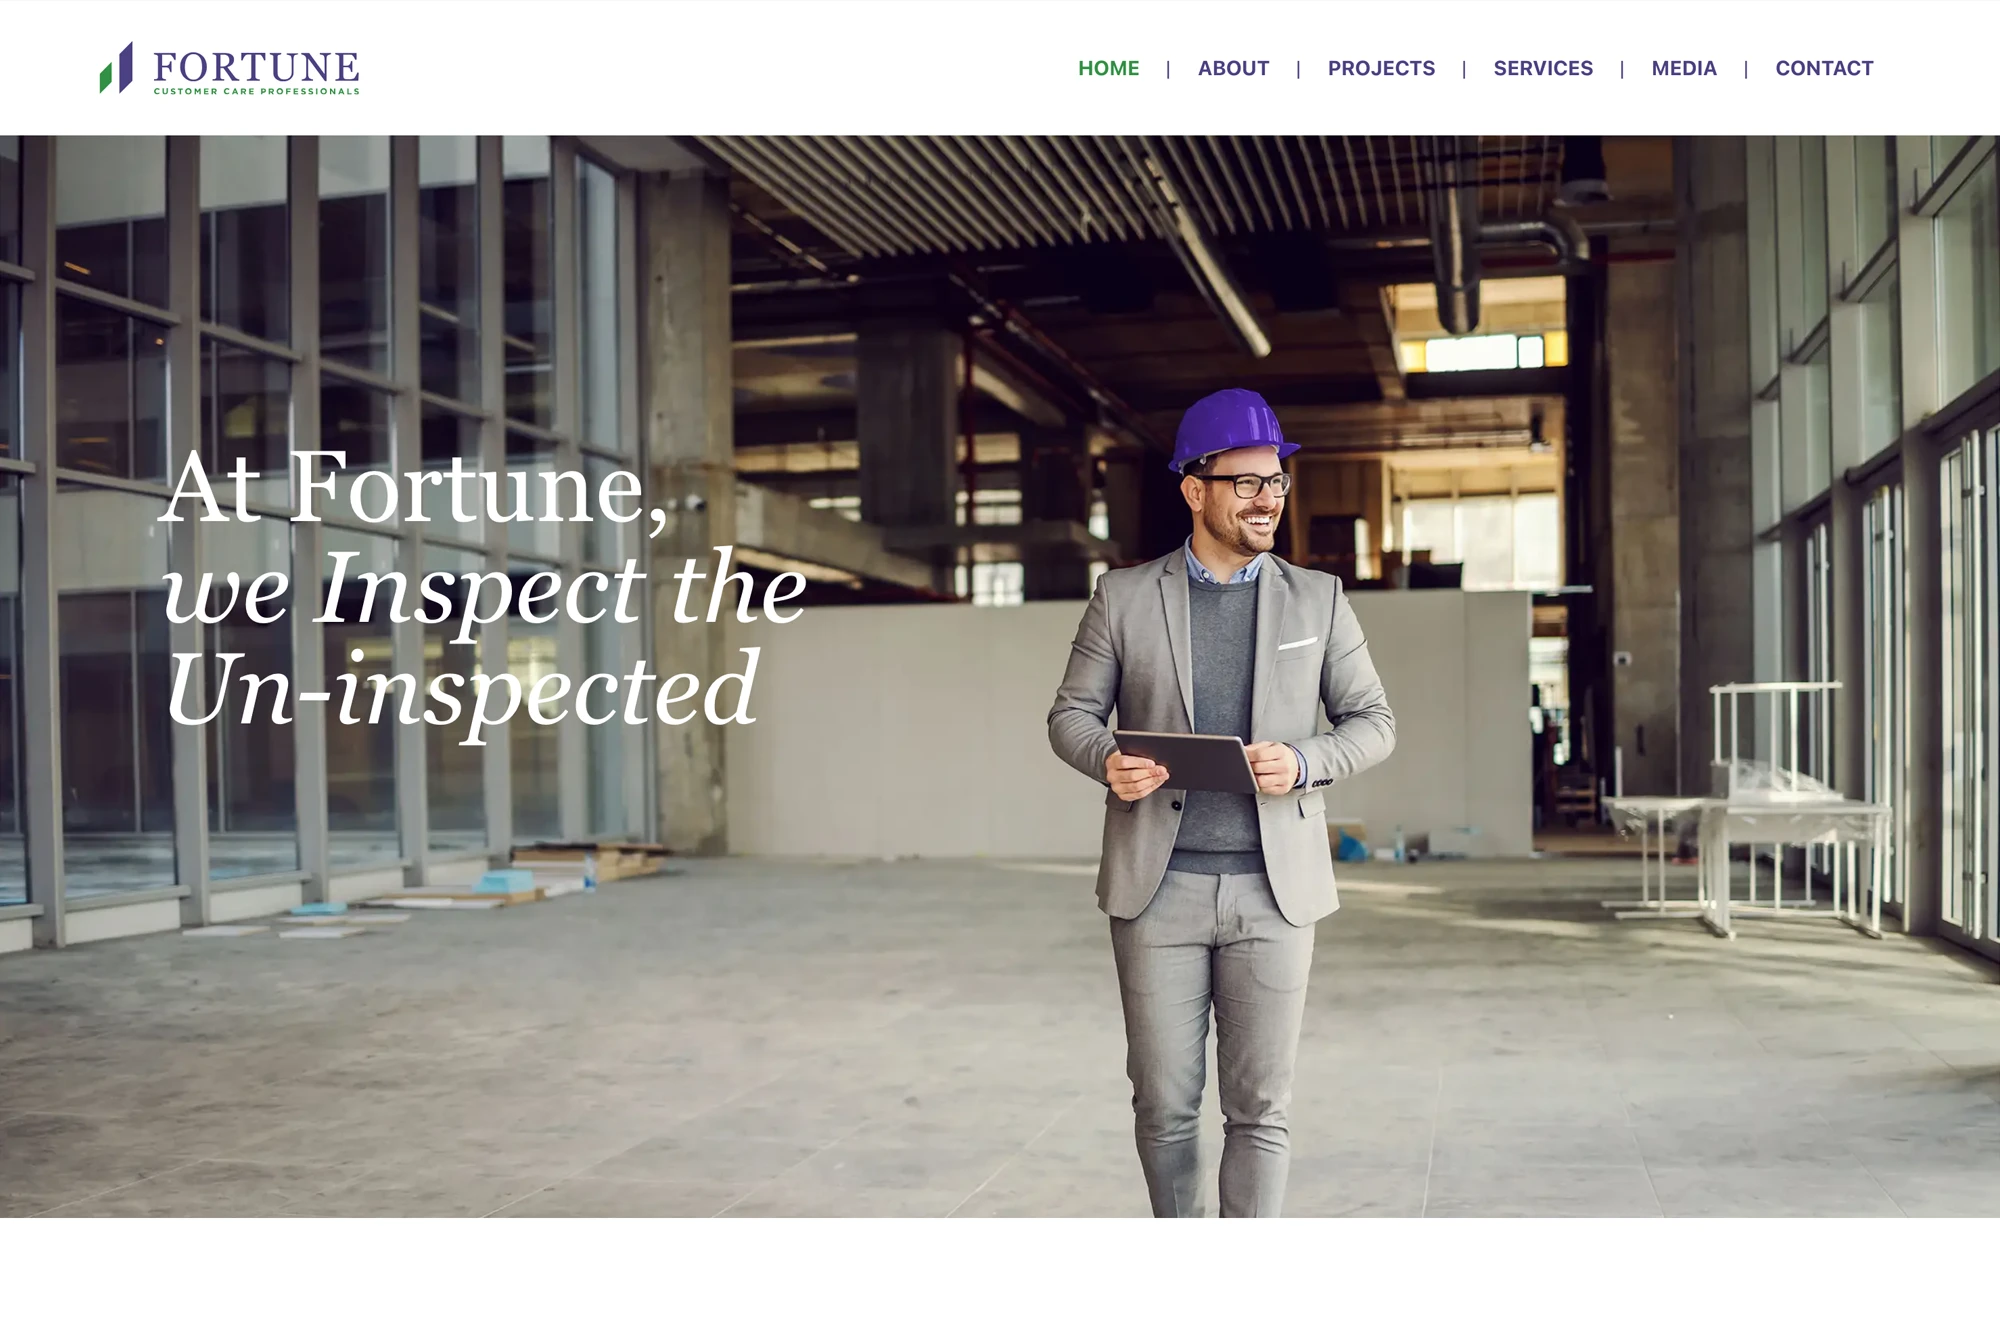 FORTUNE
CUSTOMER CARE PROFESSIONALS
HOME | ABOUT | PROJECTS | SERVICES | MEDIA | CONTACT
At Fortune,
we Inspect the
Un-inspected